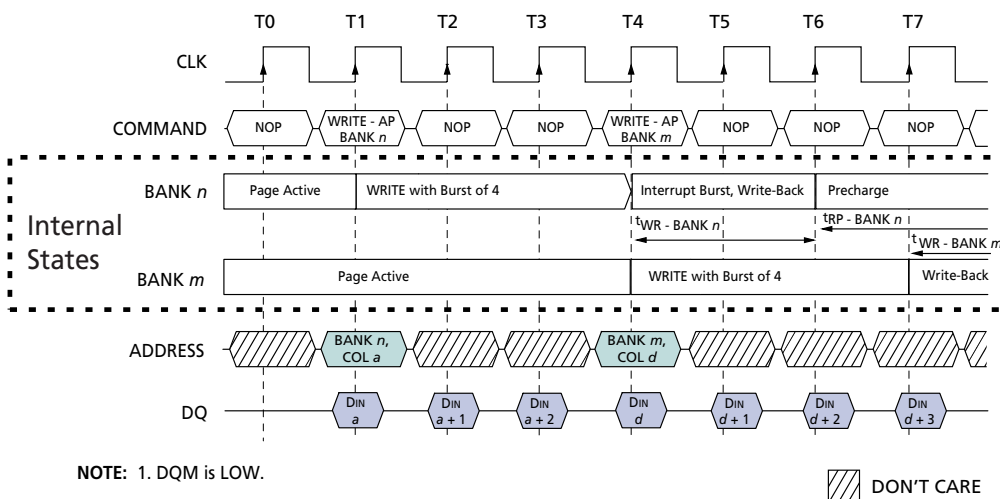 T0 T1 T2 T3 T4 T5 T6 T7
CLK
COMMAND NOP WRITE - AP BANK n NOP NOP WRITE - AP BANK m NOP NOP NOP
Internal States
BANK n Page Active WRITE with Burst of 4 Interrupt Burst, Write-Back Precharge
tWR - BANK n tRP - BANK n
tWR - BANK m
BANK m Page Active WRITE with Burst of 4 Write-Back
ADDRESS BANK n, COL a BANK m, COL d
DQ DIN a DIN a + 1 DIN a + 2 DIN d DIN d + 1 DIN d + 2 DIN d + 3
NOTE: 1. DQM is LOW.
DON'T CARE